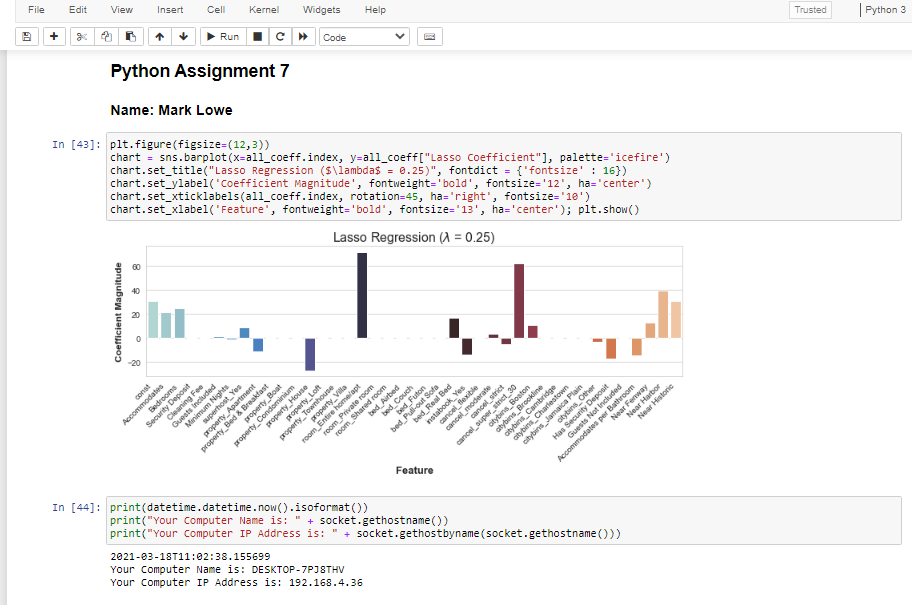 File Edit View Insert Cell Kernel Widgets Help Trusted Python 3
Run Code
Python Assignment 7
Name: Mark Lowe
In [43]: plt.figure(figsize=(12,3))
chart = sns.barplot(x=all_coeff.index, y=all_coeff["Lasso Coefficient"], palette='icefire')
chart.set_title("Lasso Regression ($\lambda$ = 0.25)", fontdict = {'fontsize' : 16})
chart.set_ylabel('Coefficient Magnitude', fontweight='bold', fontsize='12', ha='center')
chart.set_xticklabels(all_coeff.index, rotation=45, ha='right', fontsize='10')
chart.set_xlabel('Feature', fontweight='bold', fontsize='13', ha='center'); plt.show()
Lasso Regression (λ = 0.25)
Coefficient Magnitude
60
40
20
0
−20
const
Accommodates
Bedrooms
Security Deposit
Cleaning Fee
Guests Included
Minimum Nights
superhost_Yes
property_Apartment
property_Bed & Breakfast
property_Boat
property_Condominium
property_House
property_Loft
property_Townhouse
property_Villa
room_Entire home/apt
room_Private room
room_Shared room
bed_Airbed
bed_Couch
bed_Futon
bed_Pull-out Sofa
bed_Real Bed
instabook_Yes
cancel_flexible
cancel_moderate
cancel_strict
cancel_super_strict_30
citybins_Boston
citybins_Brookline
citybins_Cambridge
citybins_Charlestown
citybins_Jamaica Plain
citybins_Other
Has Security Deposit
Guests Not Included
Accommodates per Bathroom
Near Fenway
Near Harbor
Near Historic
Feature
In [44]: print(datetime.datetime.now().isoformat())
print("Your Computer Name is: " + socket.gethostname())
print("Your Computer IP Address is: " + socket.gethostbyname(socket.gethostname()))
2021-03-18T11:02:38.155699
Your Computer Name is: DESKTOP-7PJ8THV
Your Computer IP Address is: 192.168.4.36